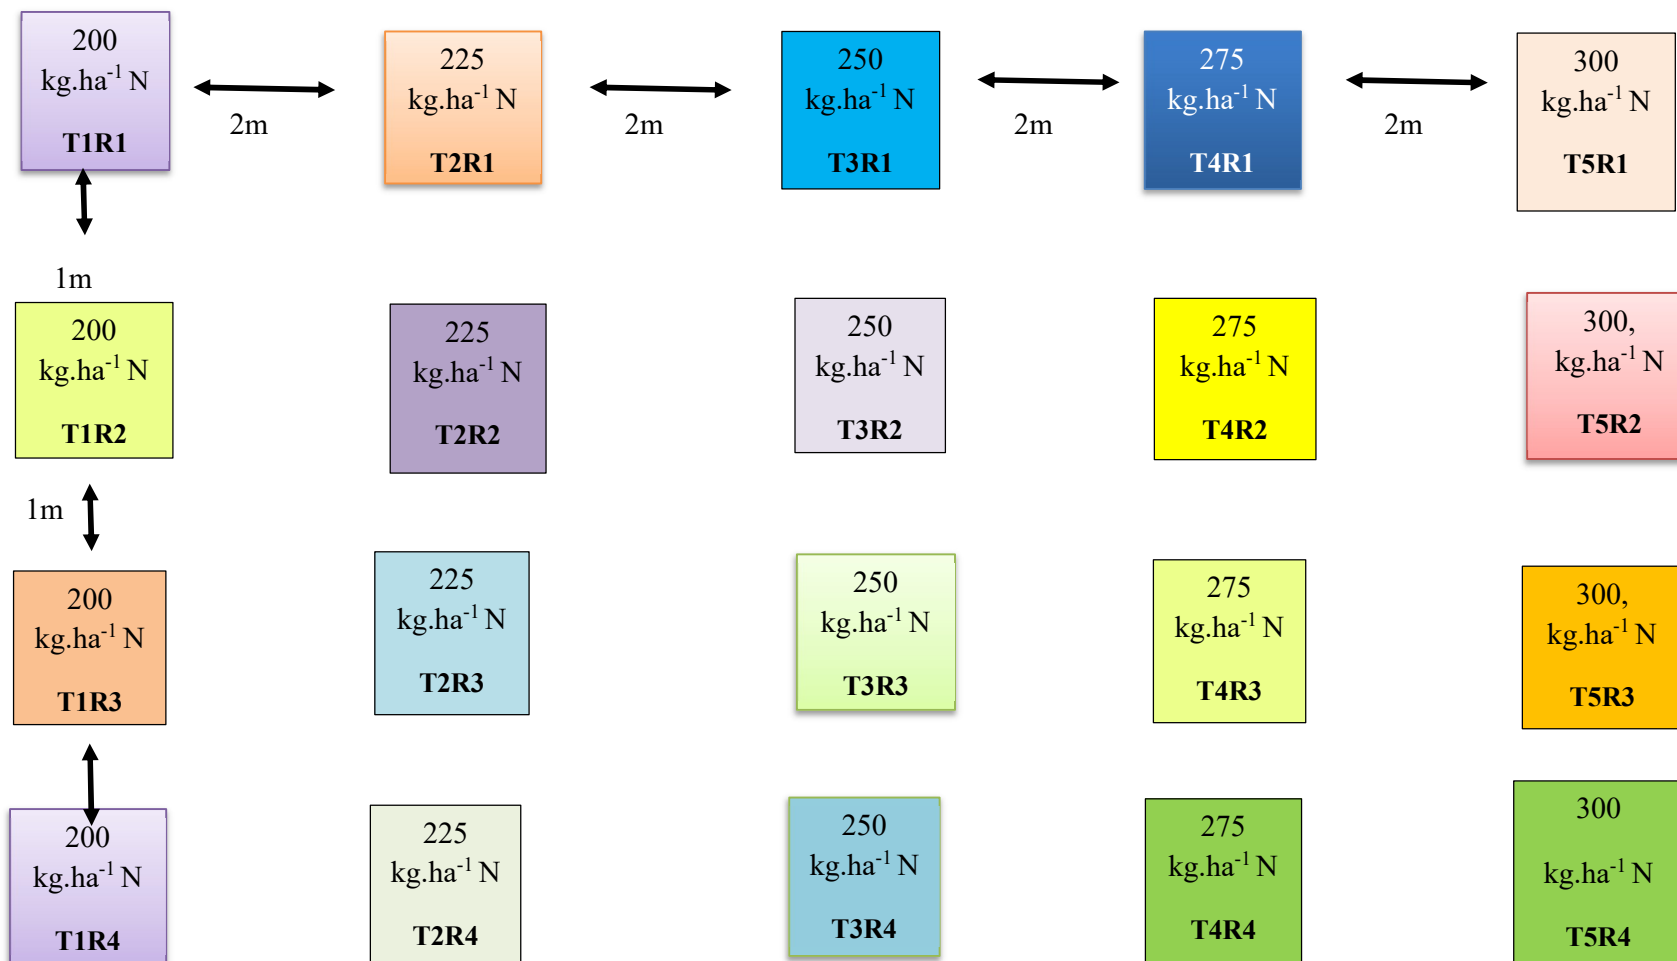 200
kg.ha⁻¹ N
T1R1
2m
225
kg.ha⁻¹ N
T2R1
2m
250
kg.ha⁻¹ N
T3R1
2m
275
kg.ha⁻¹ N
T4R1
2m
300
kg.ha⁻¹ N
T5R1
1m
200
kg.ha⁻¹ N
T1R2
225
kg.ha⁻¹ N
T2R2
250
kg.ha⁻¹ N
T3R2
275
kg.ha⁻¹ N
T4R2
300,
kg.ha⁻¹ N
T5R2
1m
200
kg.ha⁻¹ N
T1R3
225
kg.ha⁻¹ N
T2R3
250
kg.ha⁻¹ N
T3R3
275
kg.ha⁻¹ N
T4R3
300,
kg.ha⁻¹ N
T5R3
200
kg.ha⁻¹ N
T1R4
225
kg.ha⁻¹ N
T2R4
250
kg.ha⁻¹ N
T3R4
275
kg.ha⁻¹ N
T4R4
300
kg.ha⁻¹ N
T5R4